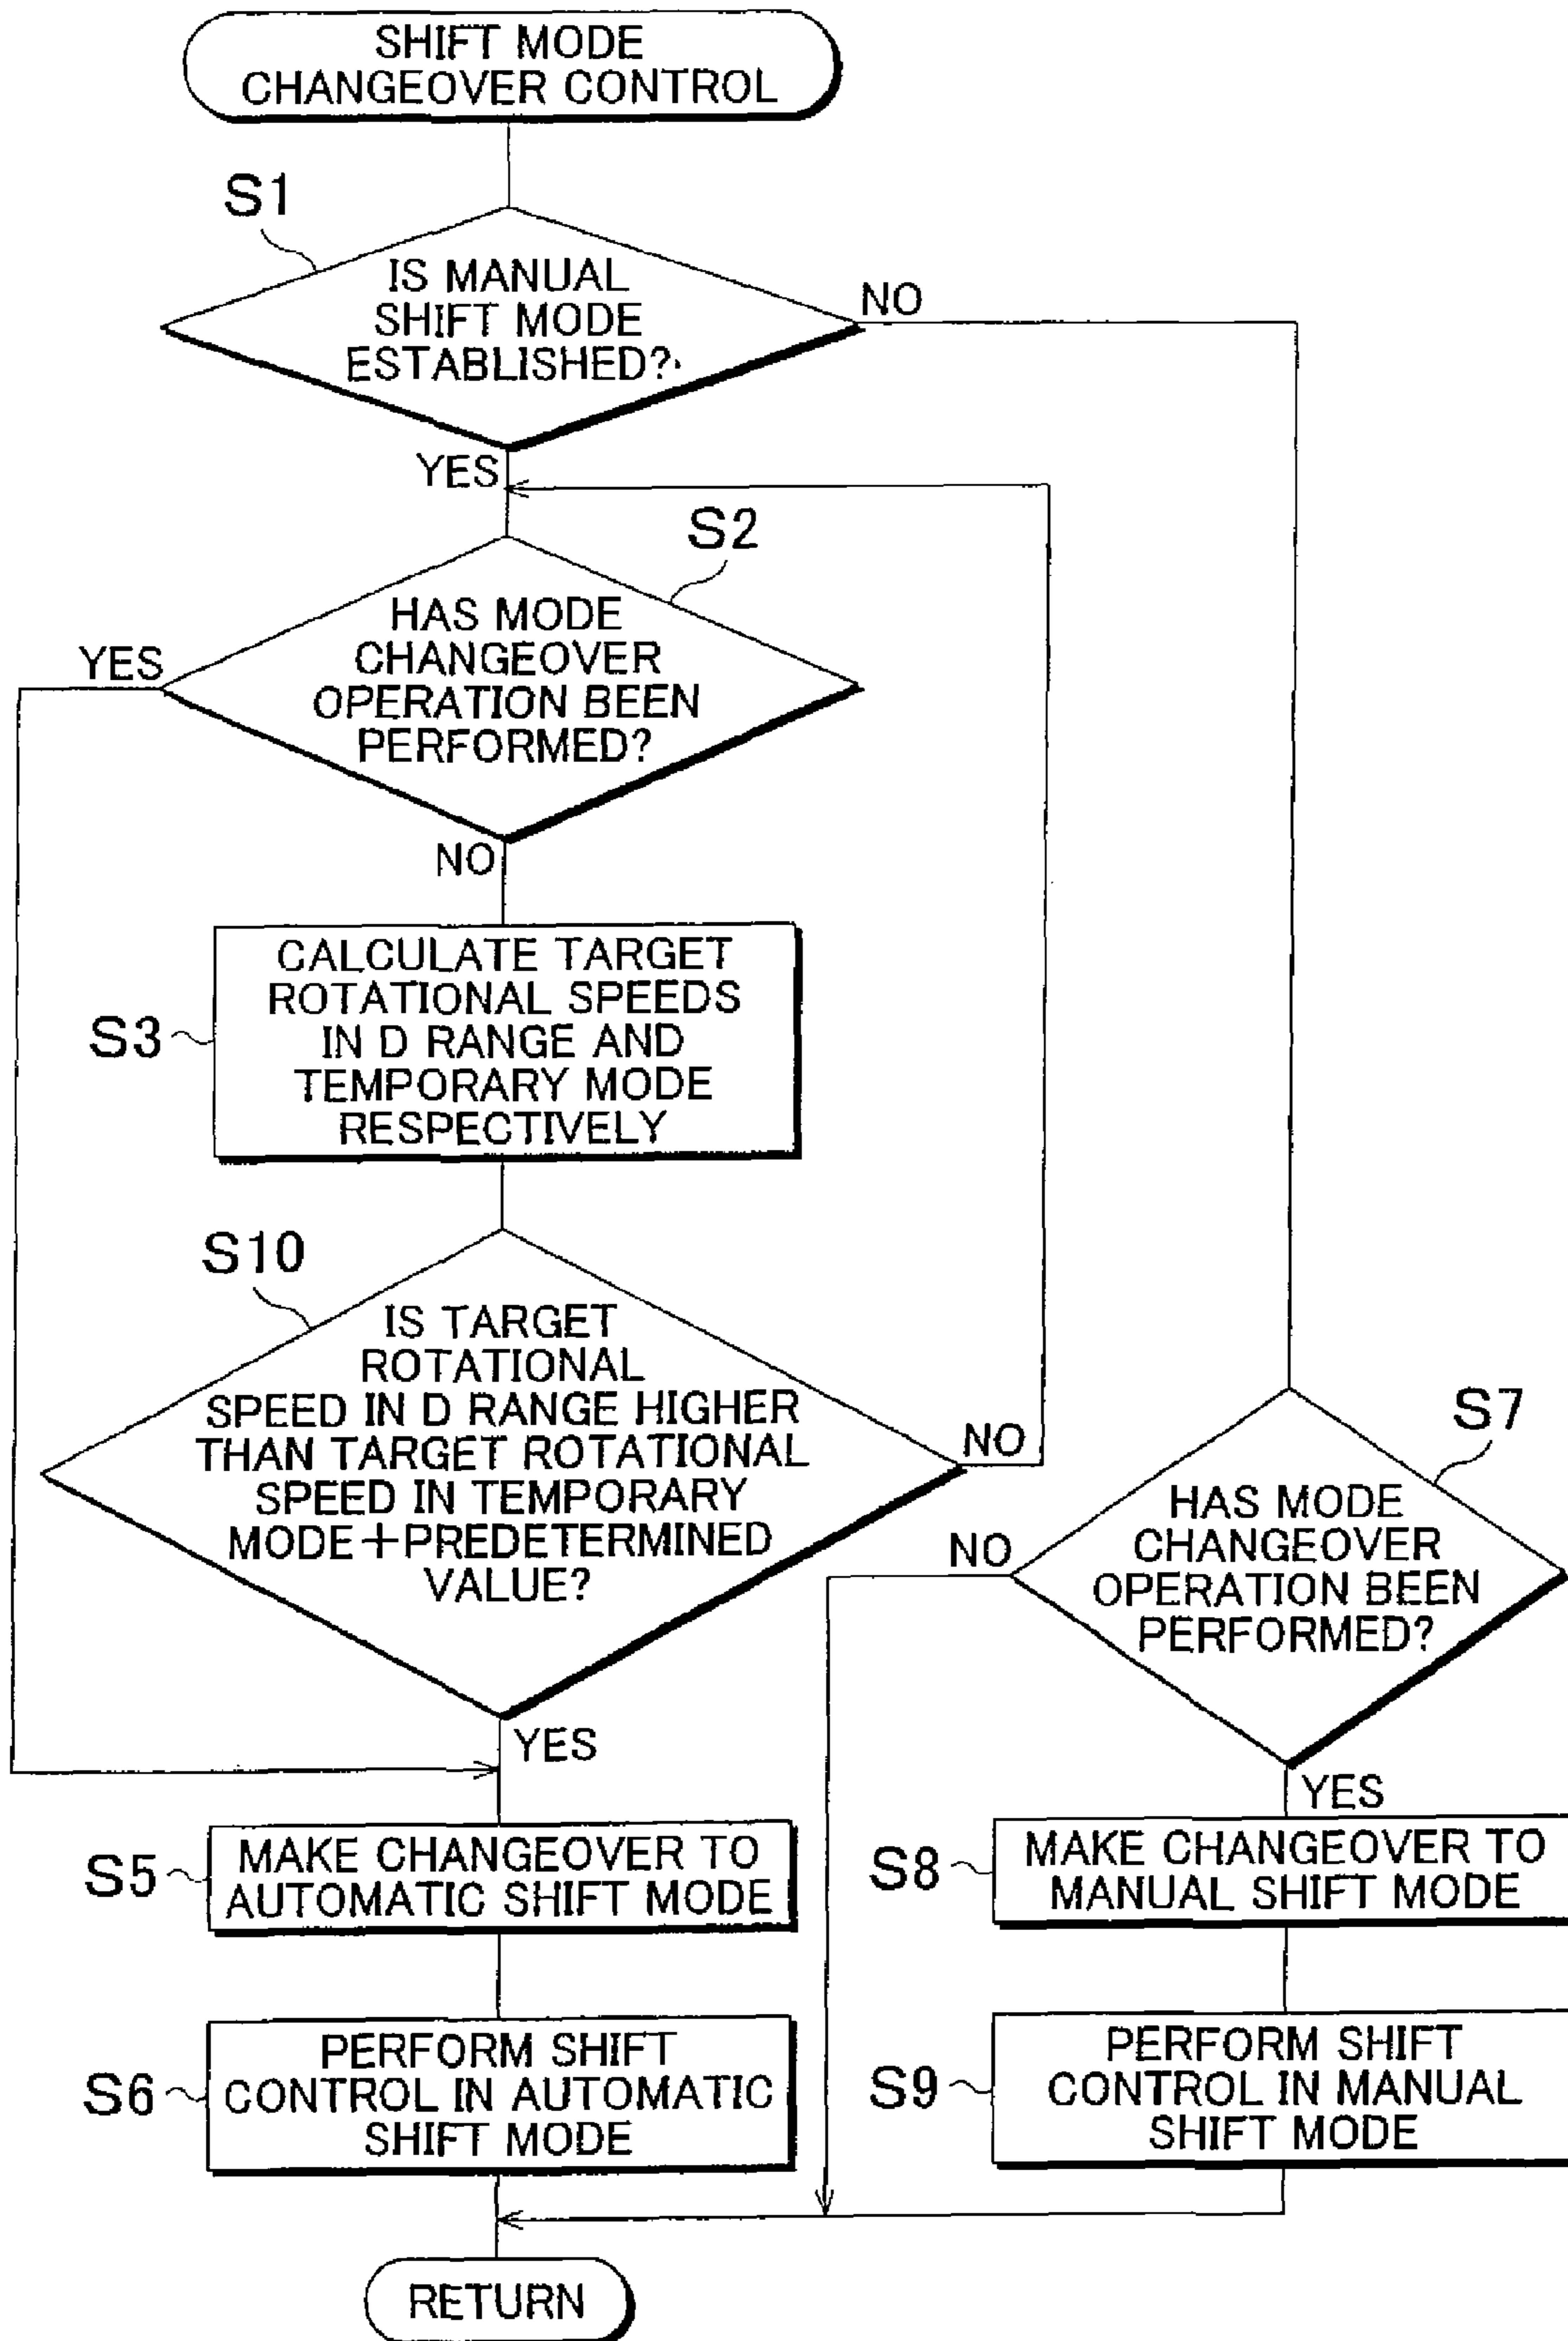 SHIFT MODE
CHANGEOVER CONTROL
S1
IS MANUAL
SHIFT MODE
ESTABLISHED?
NO
YES
S2
HAS MODE
CHANGEOVER
OPERATION BEEN
PERFORMED?
YES
NO
S3
CALCULATE TARGET
ROTATIONAL SPEEDS
IN D RANGE AND
TEMPORARY MODE
RESPECTIVELY
S10
IS TARGET
ROTATIONAL
SPEED IN D RANGE HIGHER
THAN TARGET ROTATIONAL
SPEED IN TEMPORARY
MODE+PREDETERMINED
VALUE?
NO
YES
S7
HAS MODE
CHANGEOVER
OPERATION BEEN
PERFORMED?
NO
YES
S5
MAKE CHANGEOVER TO
AUTOMATIC SHIFT MODE
S8
MAKE CHANGEOVER TO
MANUAL SHIFT MODE
S6
PERFORM SHIFT
CONTROL IN AUTOMATIC
SHIFT MODE
S9
PERFORM SHIFT
CONTROL IN MANUAL
SHIFT MODE
RETURN